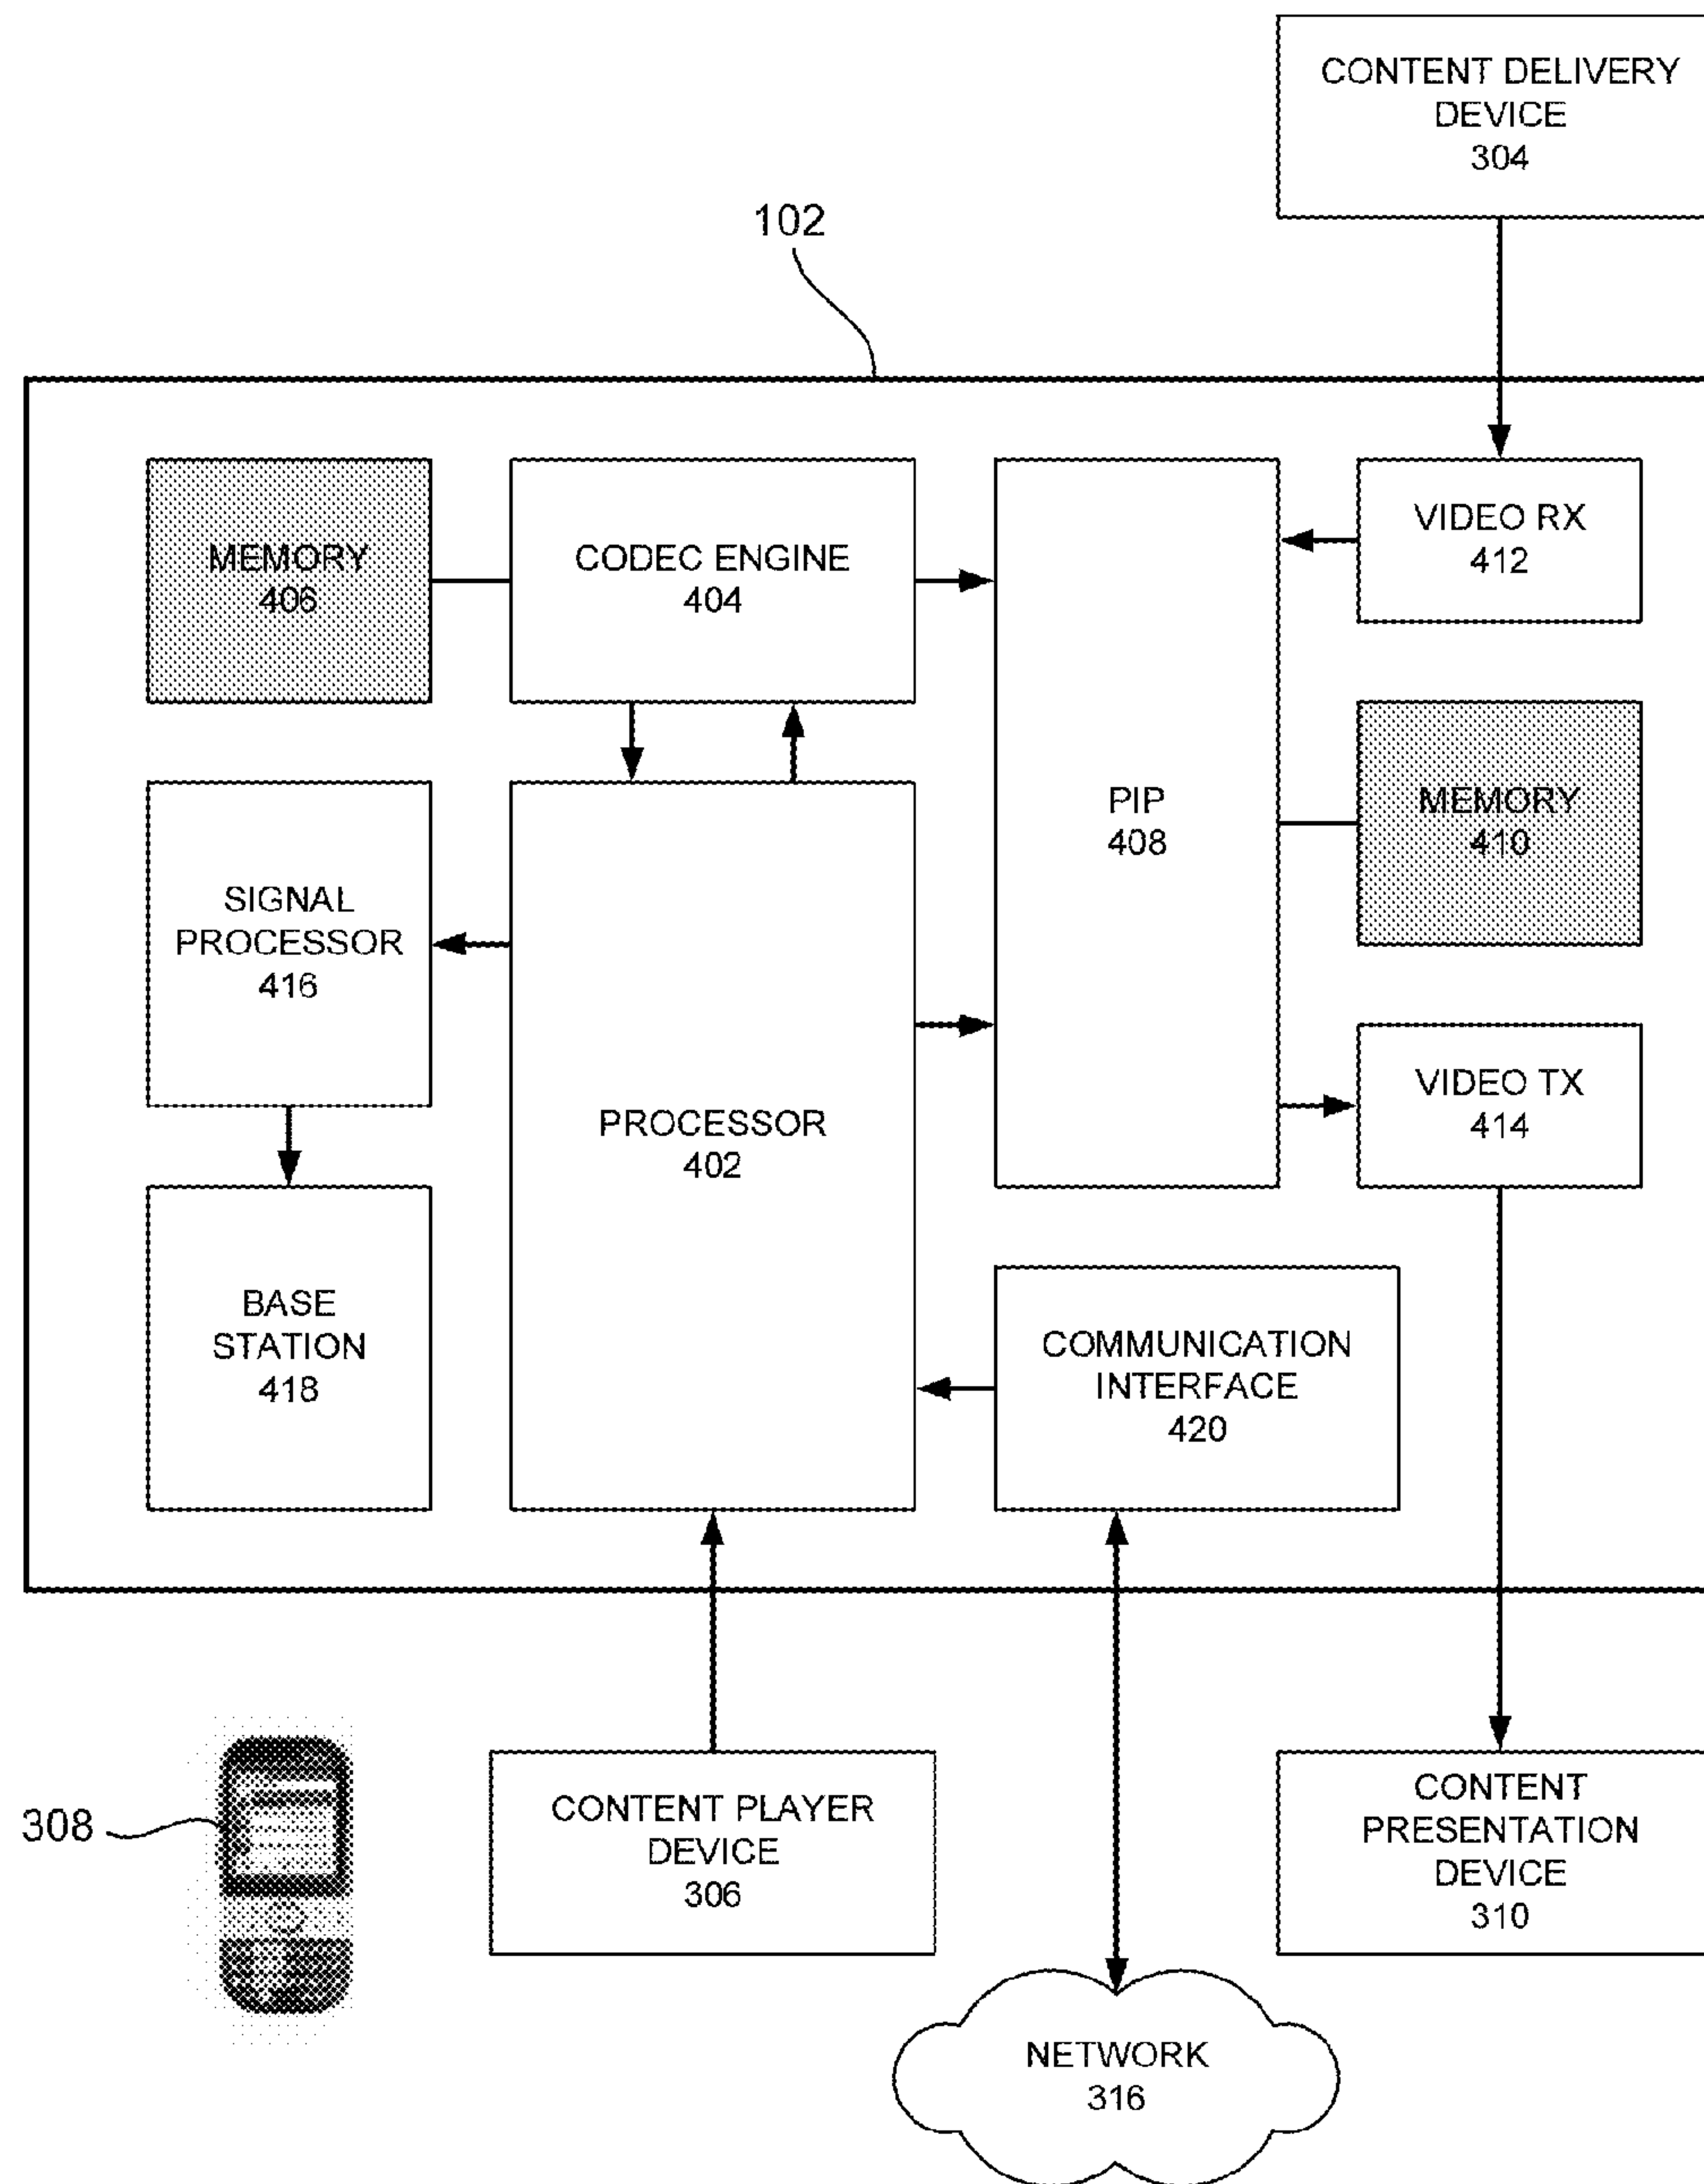 CONTENT DELIVERY
DEVICE
304
102
MEMORY
406
CODEC ENGINE
404
PIP
408
VIDEO RX
412
MEMORY
410
SIGNAL
PROCESSOR
416
PROCESSOR
402
VIDEO TX
414
BASE
STATION
418
COMMUNICATION
INTERFACE
420
308
CONTENT PLAYER
DEVICE
306
CONTENT
PRESENTATION
DEVICE
310
NETWORK
316